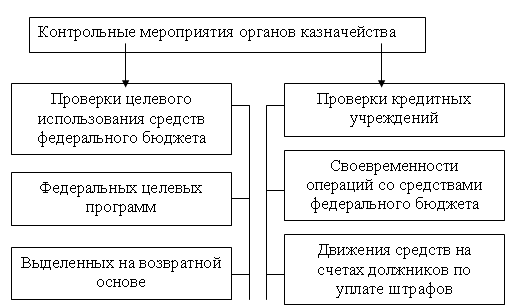 Контрольные мероприятия органов казначейства
Проверки целевого
использования средств
федерального бюджета
Федеральных целевых
программ
Выделенных на возвратной
основе
Проверки кредитных
учреждений
Своевременности
операций со средствами
федерального бюджета
Движения средств на
счетах должников по
уплате штрафов